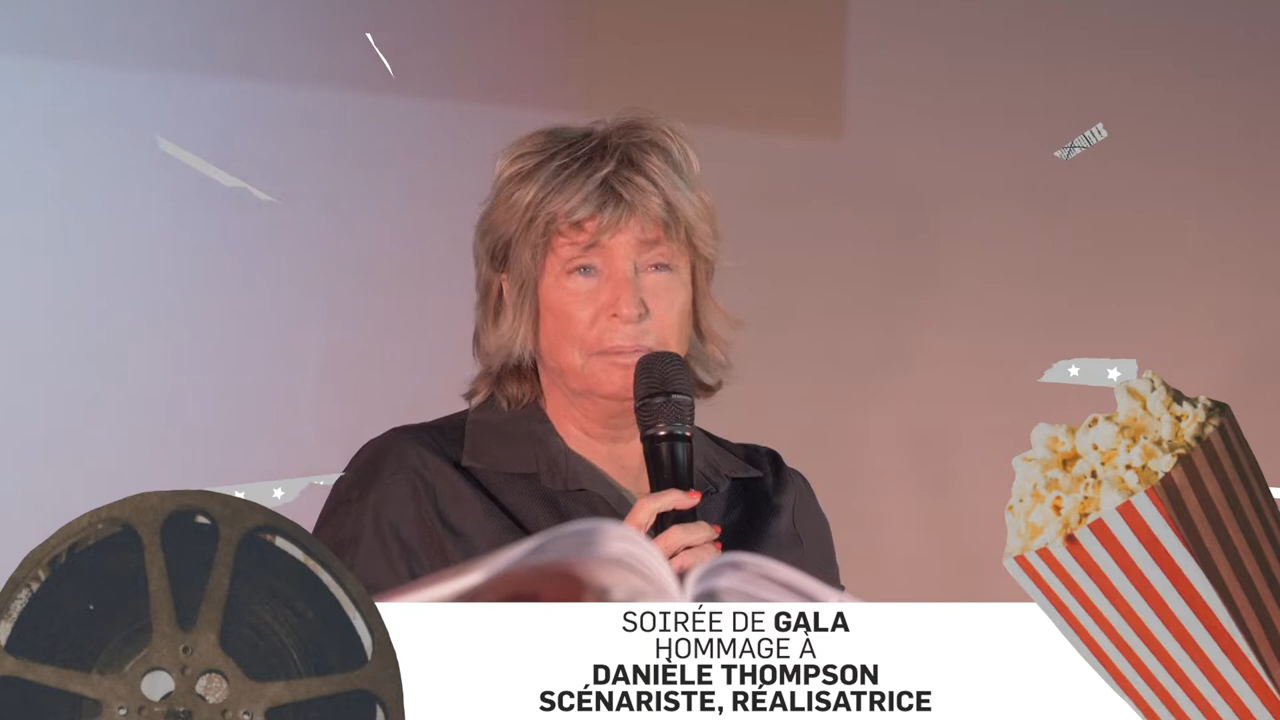 SOIRÉE DE GALA
HOMMAGE À
DANIÈLE THOMPSON
SCÉNARISTE, RÉALISATRICE